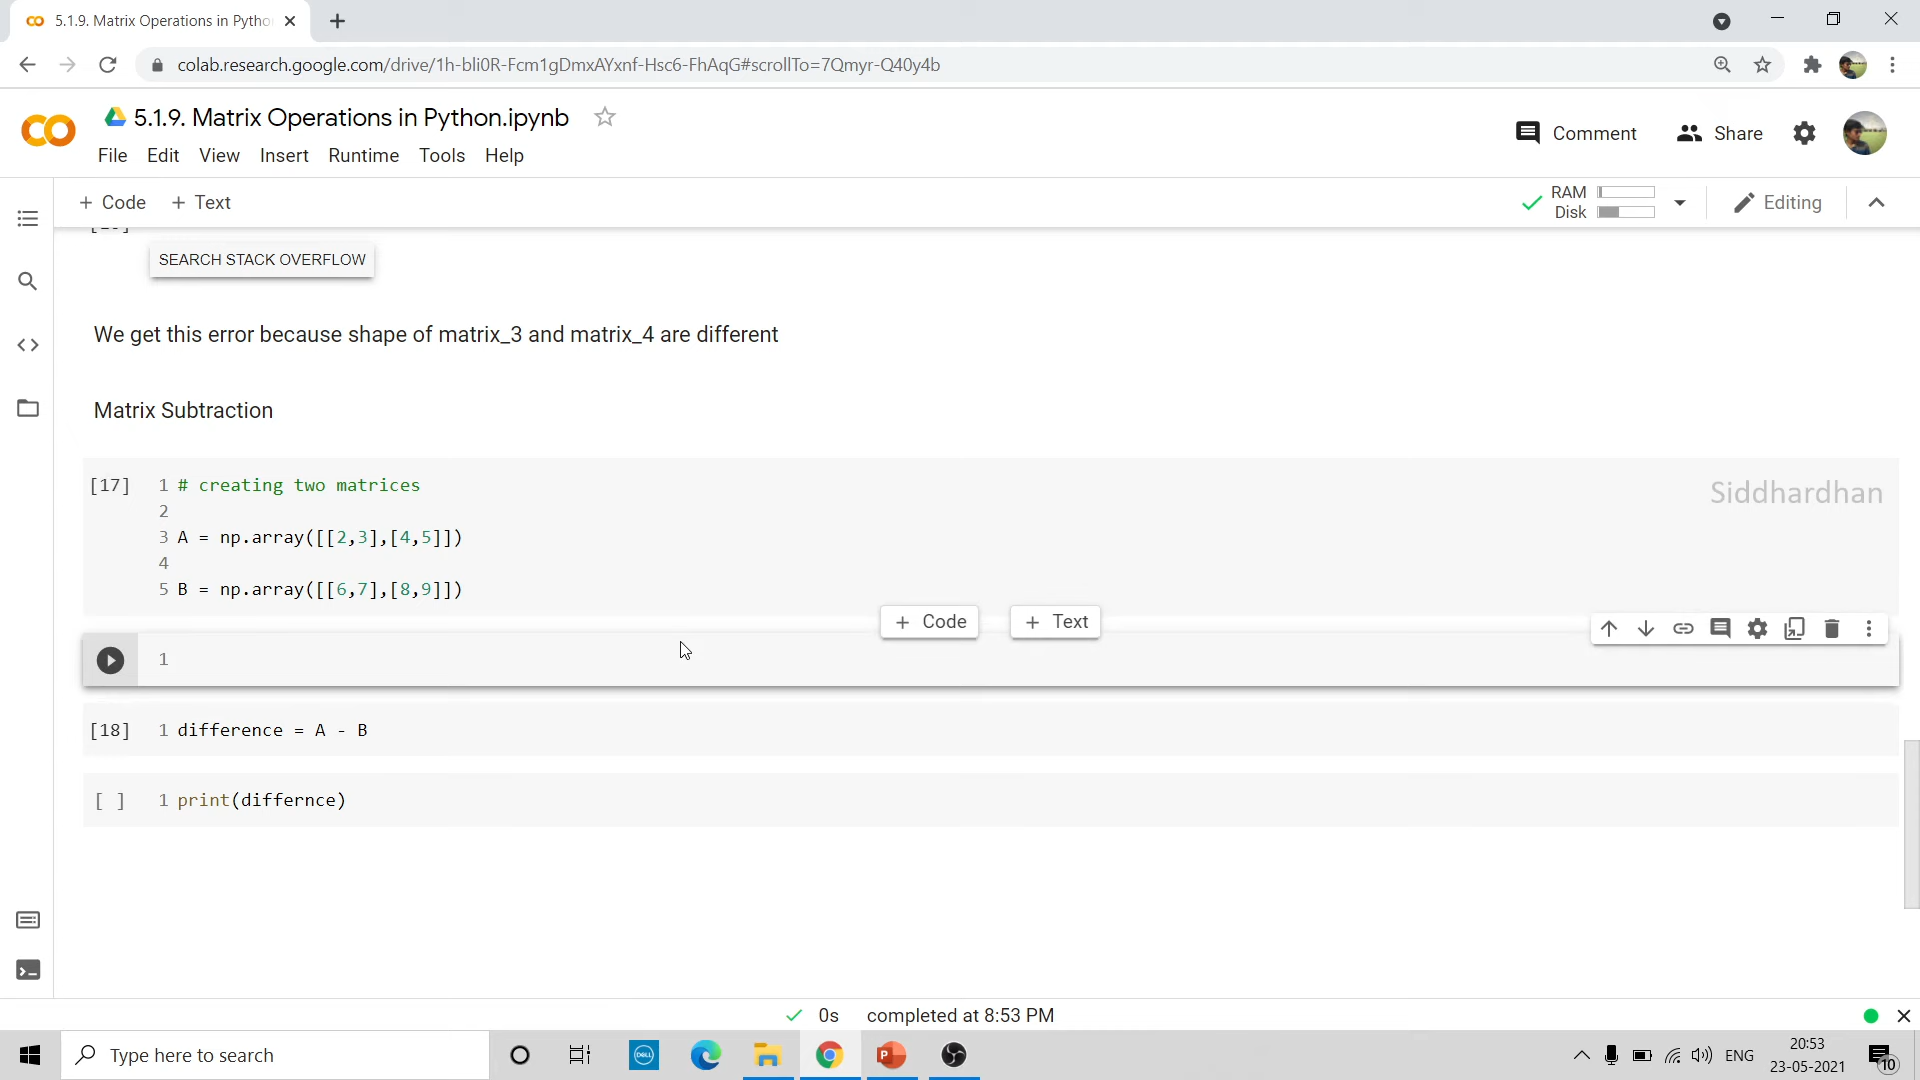 5.1.9. Matrix Operations in Pytho
colab.research.google.com/drive/1h-bli0R-Fcm1gDmxAYxnf-Hsc6-FhAqG#scrollTo=7Qmyr-Q40y4b
5.1.9. Matrix Operations in Python.ipynb
Comment Share
File Edit View Insert Runtime Tools Help
+ Code + Text
RAM
Disk
Editing
SEARCH STACK OVERFLOW
We get this error because shape of matrix_3 and matrix_4 are different
Matrix Subtraction
[17] 1 # creating two matrices
2
3 A = np.array([[2,3],[4,5]])
4
5 B = np.array([[6,7],[8,9]])
Siddhardhan
+ Code + Text
1
[18] 1 difference = A - B
[ ] 1 print(differnce)
0s completed at 8:53 PM
Type here to search
DELL
P
ENG
20:53
23-05-2021
10